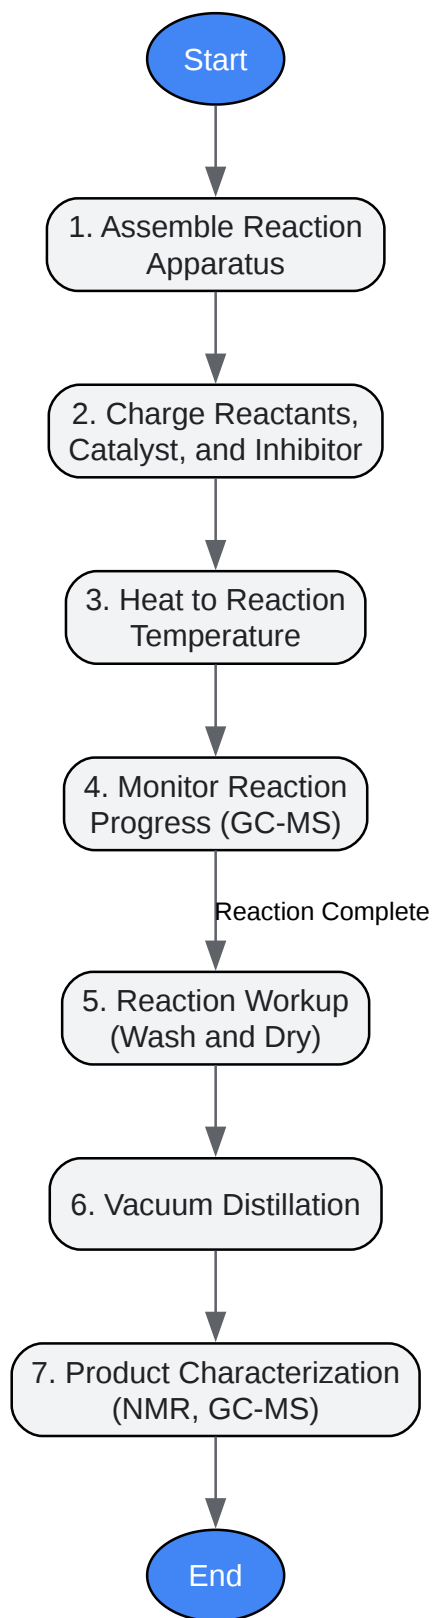 Start
1. Assemble Reaction
Apparatus
2. Charge Reactants,
Catalyst, and Inhibitor
3. Heat to Reaction
Temperature
4. Monitor Reaction
Progress (GC-MS)
Reaction Complete
5. Reaction Workup
(Wash and Dry)
6. Vacuum Distillation
7. Product Characterization
(NMR, GC-MS)
End